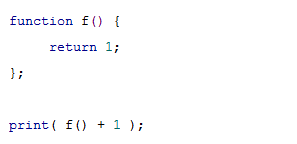 function f() {
     return 1;
};

print( f() + 1 );